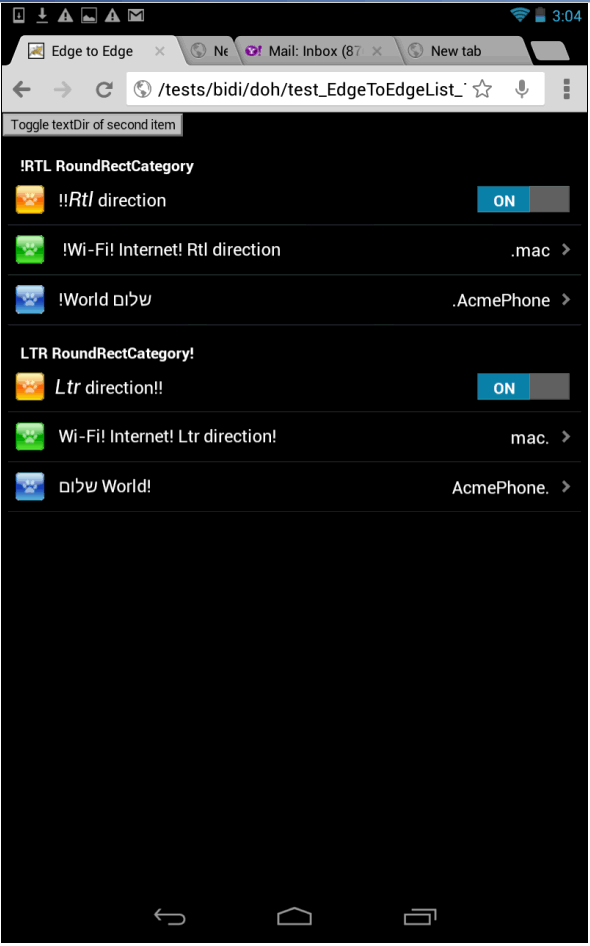 3:04
Edge to Edge
Ne
Mail: Inbox (87
New tab
/tests/bidi/doh/test_EdgeToEdgeList_
Toggle textDir of second item
!RTL RoundRectCategory
!!Rtl direction ON
!Wi-Fi! Internet! Rtl direction .mac
!World שלום .AcmePhone
LTR RoundRectCategory!
Ltr direction!! ON
Wi-Fi! Internet! Ltr direction! mac.
שלום World! AcmePhone.